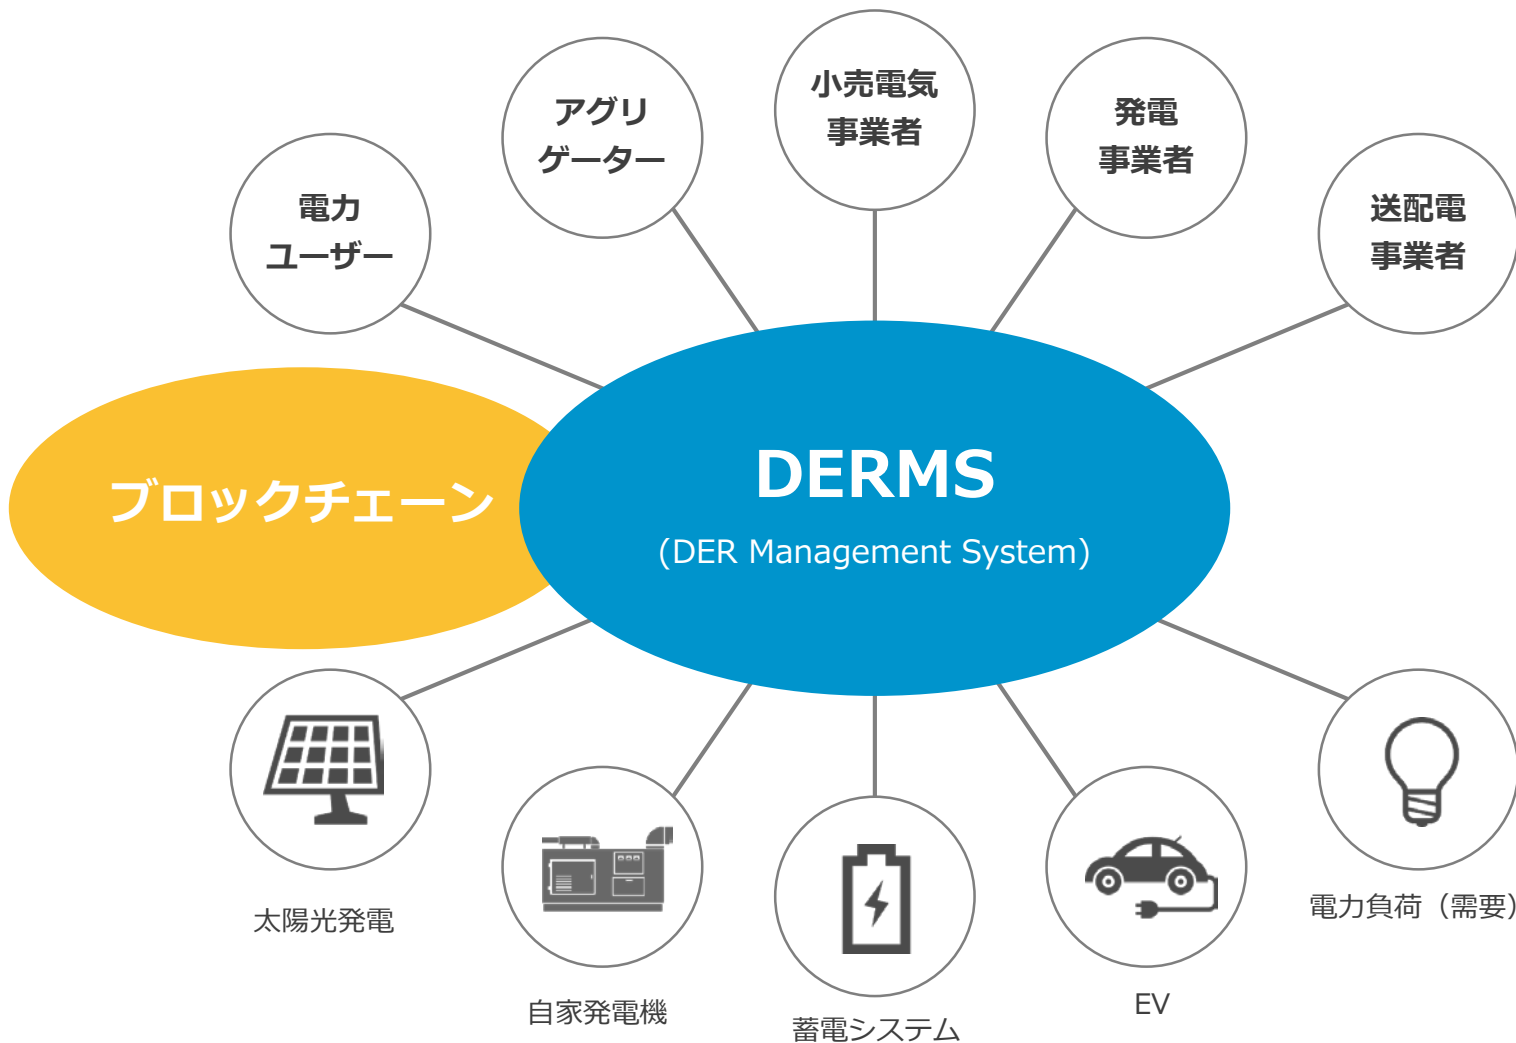 電力
ユーザー
アグリ
ゲーター
小売電気
事業者
発電
事業者
送配電
事業者
ブロックチェーン
DERMS
(DER Management System)
太陽光発電
自家発電機
蓄電システム
EV
電力負荷（需要）